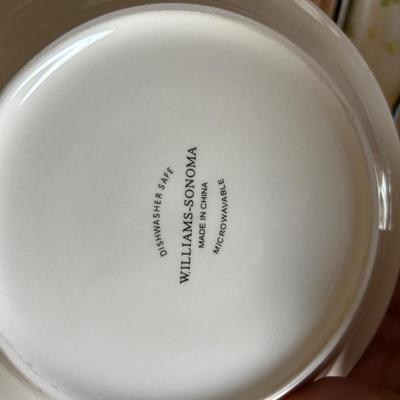 DISHWASHER SAFE
WILLIAMS-SONOMA
MADE IN CHINA
MICROWAVABLE